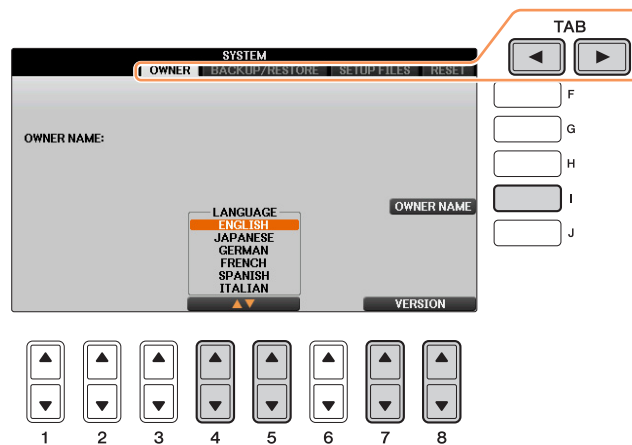 TAB
SYSTEM
OWNER BACKUP/RESTORE SETUP FILES RESET
F
G
OWNER NAME:
H
I
OWNER NAME
LANGUAGE
ENGLISH
JAPANESE
GERMAN
FRENCH
SPANISH
ITALIAN
J
VERSION
1 2 3 4 5 6 7 8